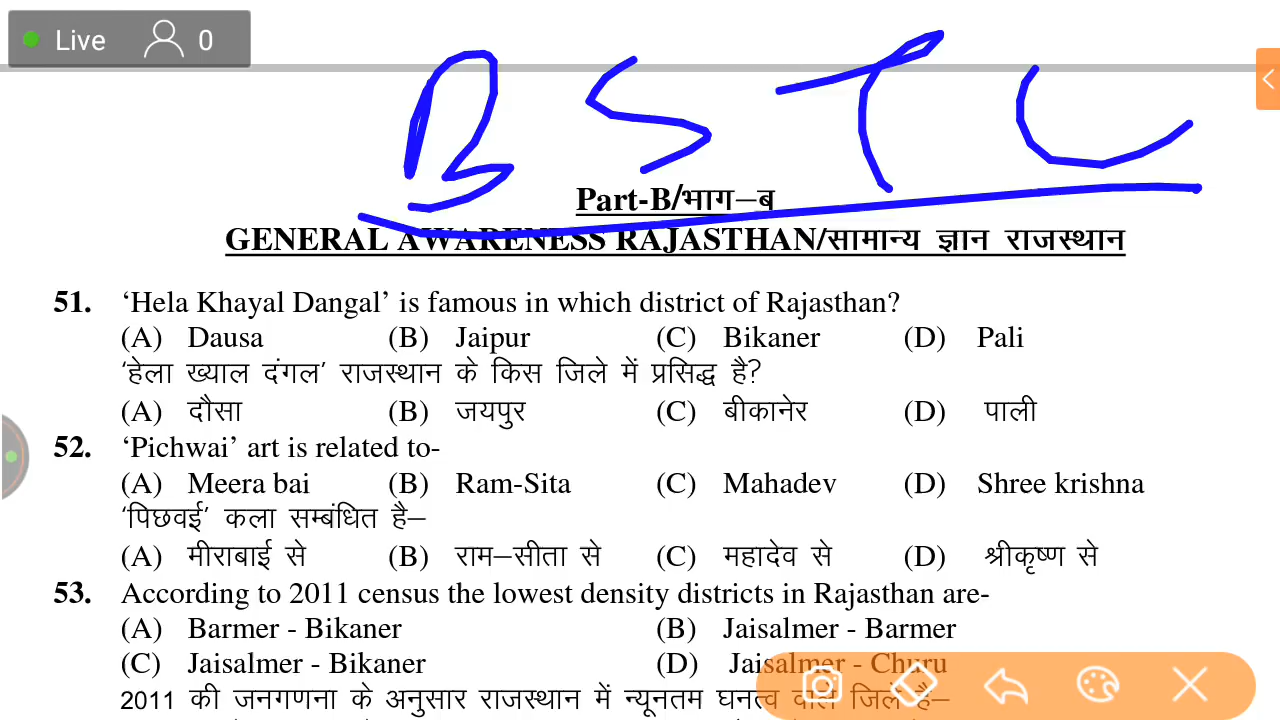 Live 0
BSTC
Part-B/भाग–ब
GENERAL AWARENESS RAJASTHAN/सामान्य ज्ञान राजस्थान
51. ‘Hela Khayal Dangal’ is famous in which district of Rajasthan?
(A) Dausa (B) Jaipur (C) Bikaner (D) Pali
‘हेला ख्याल दंगल’ राजस्थान के किस जिले में प्रसिद्ध है?
(A) दौसा (B) जयपुर (C) बीकानेर (D) पाली
52. ‘Pichwai’ art is related to-
(A) Meera bai (B) Ram-Sita (C) Mahadev (D) Shree krishna
‘पिछवई’ कला सम्बंधित है–
(A) मीराबाई से (B) राम–सीता से (C) महादेव से (D) श्रीकृष्ण से
53. According to 2011 census the lowest density districts in Rajasthan are-
(A) Barmer - Bikaner (B) Jaisalmer - Barmer
(C) Jaisalmer - Bikaner (D) Jaisalmer - Churu
2011 की जनगणना के अनुसार राजस्थान में न्यूनतम घनत्व वाले जिले है–